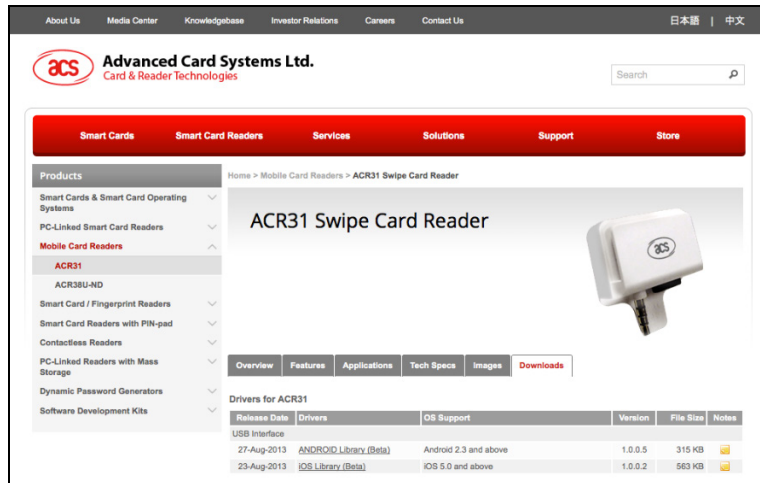 About Us Media Center Knowledgebase Investor Relations Careers Contact Us 日本語 | 中文
acs
Advanced Card Systems Ltd.
Card & Reader Technologies
Search
Smart Cards Smart Card Readers Services Solutions Support Store
Products
Smart Cards & Smart Card Operating
Systems
PC-Linked Smart Card Readers
Mobile Card Readers
ACR31
ACR38U-ND
Smart Card / Fingerprint Readers
Smart Card Readers with PIN-pad
Contactless Readers
PC-Linked Readers with Mass
Storage
Dynamic Password Generators
Software Development Kits
Home > Mobile Card Readers > ACR31 Swipe Card Reader
ACR31 Swipe Card Reader
acs
Overview Features Applications Tech Specs Images Downloads
Drivers for ACR31
Release Date Drivers OS Support Version File Size Notes
USB Interface
27-Aug-2013 ANDROID Library (Beta) Android 2.3 and above 1.0.0.5 315 KB
23-Aug-2013 iOS Library (Beta) iOS 5.0 and above 1.0.0.2 563 KB